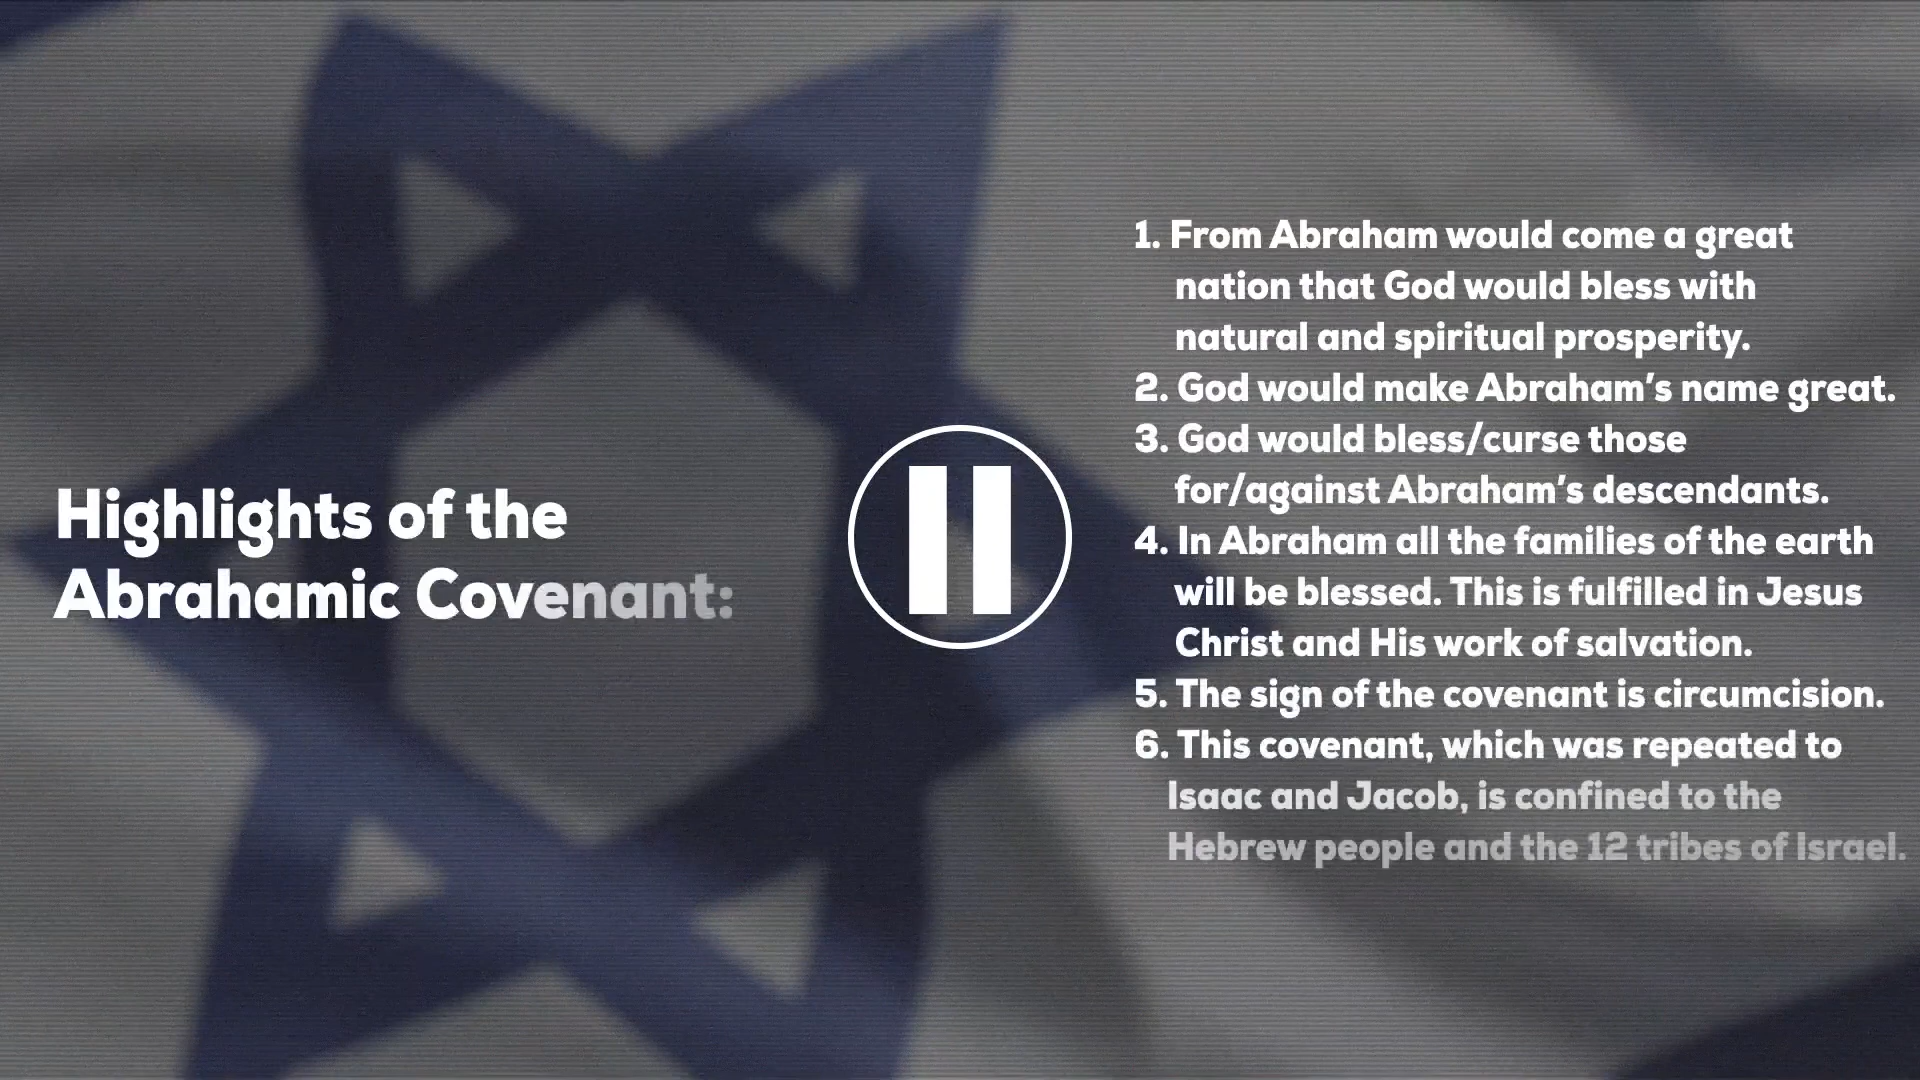 Highlights of the
Abrahamic Covenant:
1. From Abraham would come a great
nation that God would bless with
natural and spiritual prosperity.
2. God would make Abraham’s name great.
3. God would bless/curse those
for/against Abraham’s descendants.
4. In Abraham all the families of the earth
will be blessed. This is fulfilled in Jesus
Christ and His work of salvation.
5. The sign of the covenant is circumcision.
6. This covenant, which was repeated to
Isaac and Jacob, is confined to the
Hebrew people and the 12 tribes of Israel.